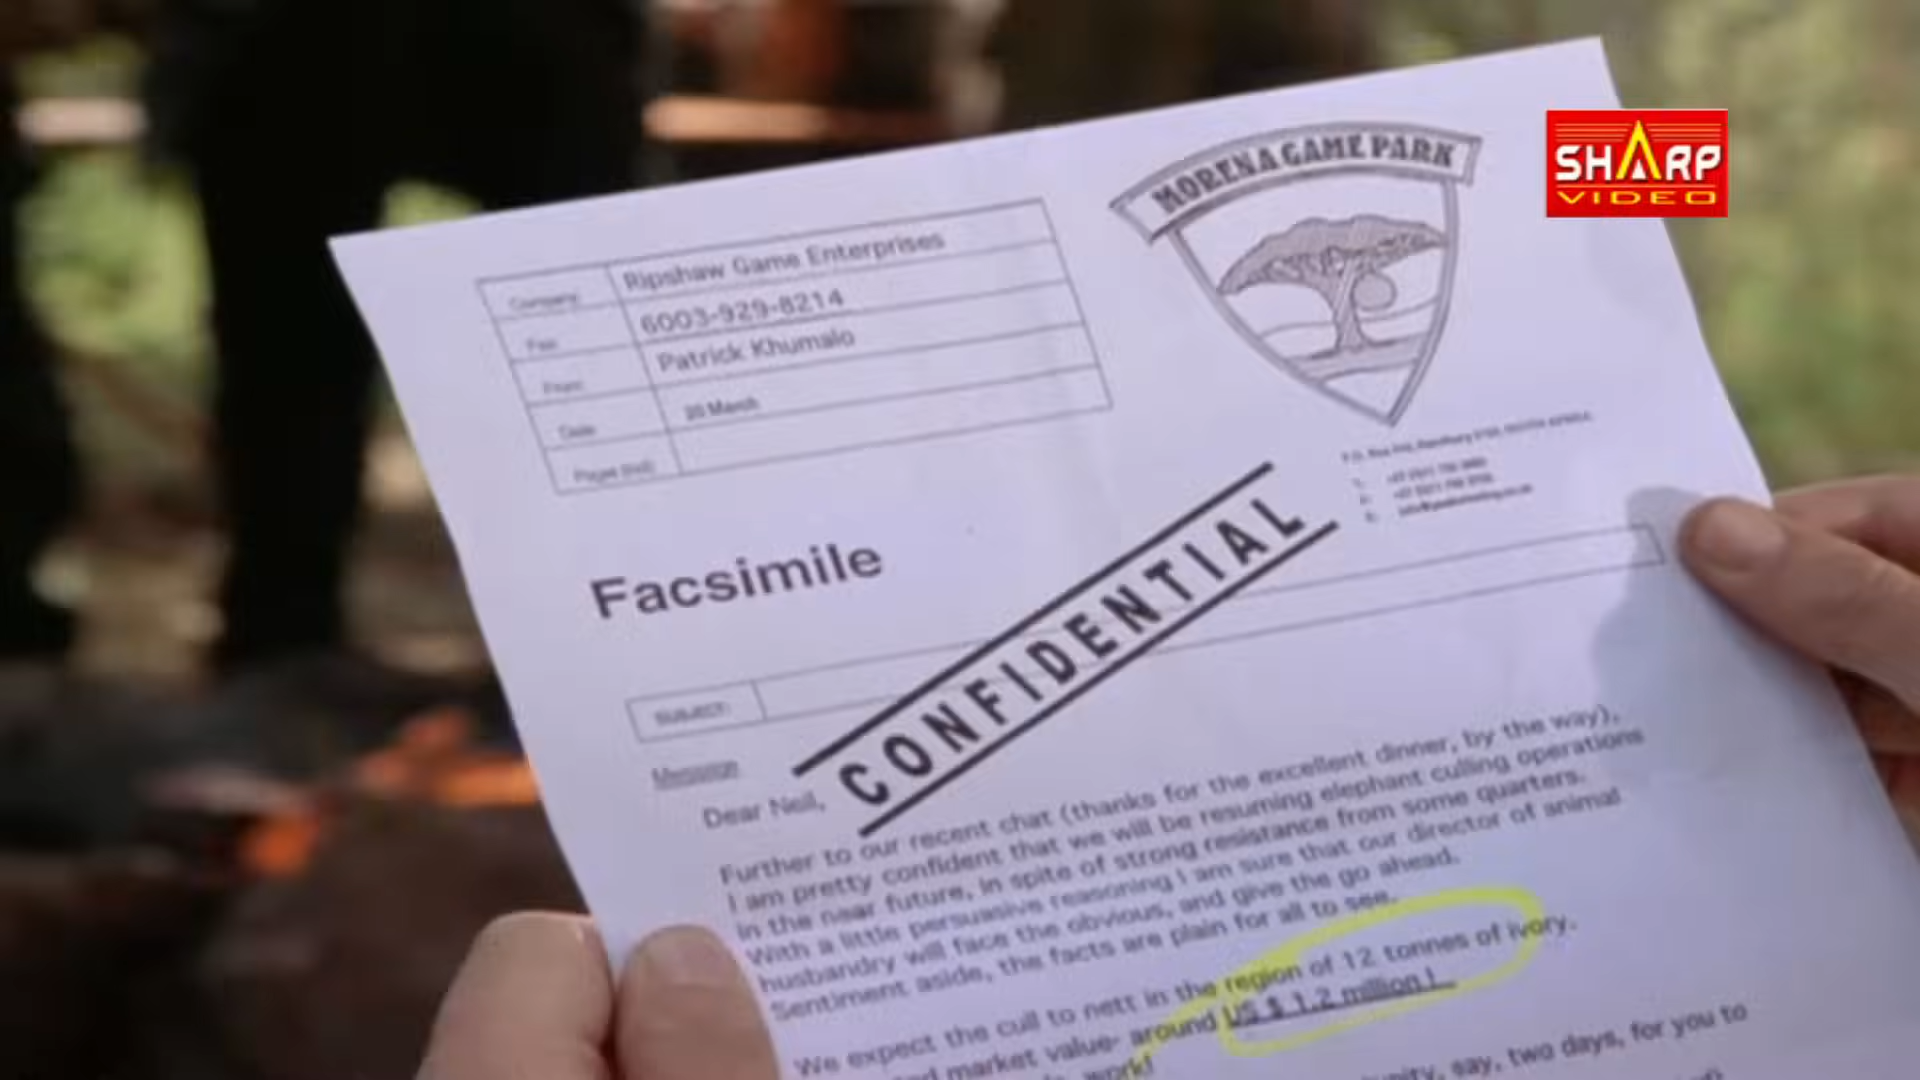 MORENA GAME PARK
SHARP
VIDEO
Company: Ripshaw Game Enterprises
Fax: 6003-929-8214
From: Patrick Khumalo
Date 20 March
Facsimile
CONFIDENTIAL
SUBJECT:
Message
Dear Neil,
Further to our recent chat (thanks for the excellent dinner, by the way),
I am pretty confident that we will be resuming elephant culling operations
in the near future, in spite of strong resistance from some quarters.
With a little persuasive reasoning I am sure that our director of animal
husbandry will face the obvious, and give the go ahead.
Sentiment aside, the facts are plain for all to see.
We expect the cull to nett in the region of 12 tonnes of ivory.
market value- around US $ 1.2 million !
work!
say, two days, for you to